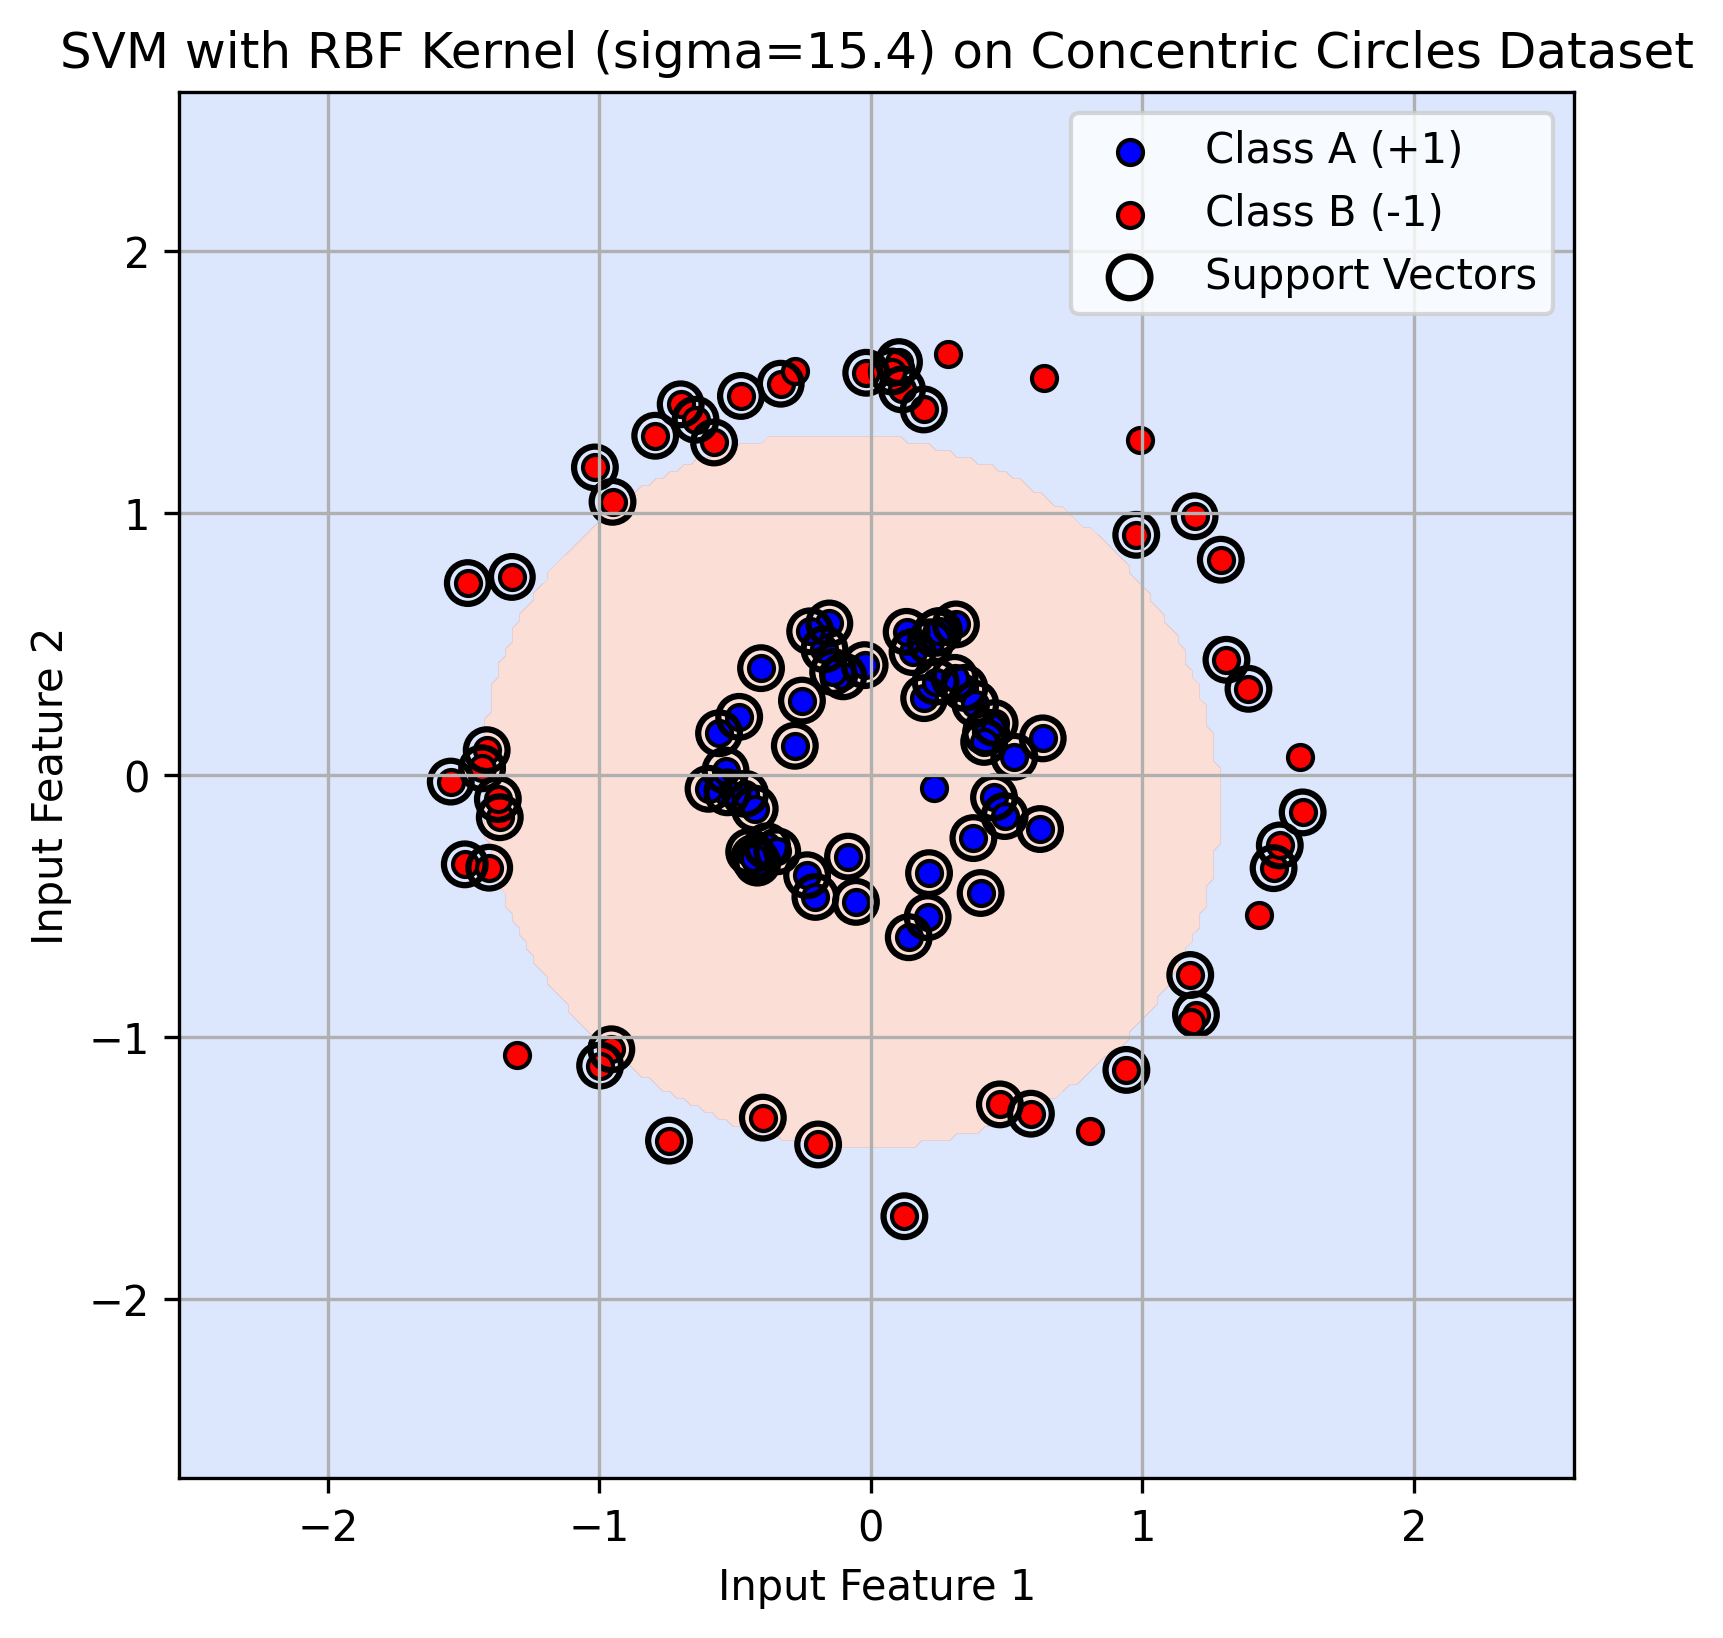 SVM with RBF Kernel (sigma=15.4) on Concentric Circles Dataset
Class A (+1)
Class B (-1)
Support Vectors
Input Feature 2
2
1
0
−1
−2
−2
−1
0
1
2
Input Feature 1